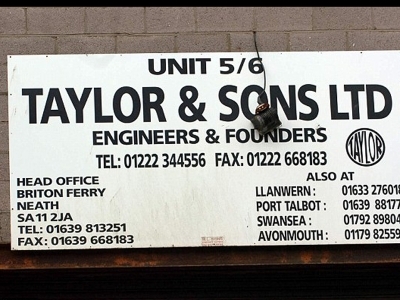 UNIT 5/6
TAYLOR & SONS LTD
ENGINEERS & FOUNDERS
TEL: 01222 344556 FAX: 01222 668183
TAYLOR
HEAD OFFICE
BRITON FERRY
NEATH
SA11 2JA
TEL: 01639 813251
FAX: 01639 668183
ALSO AT
LLANWERN : 01633 276018
PORT TALBOT : 01639 88177
SWANSEA : 01792 89804
AVONMOUTH : 01179 82559